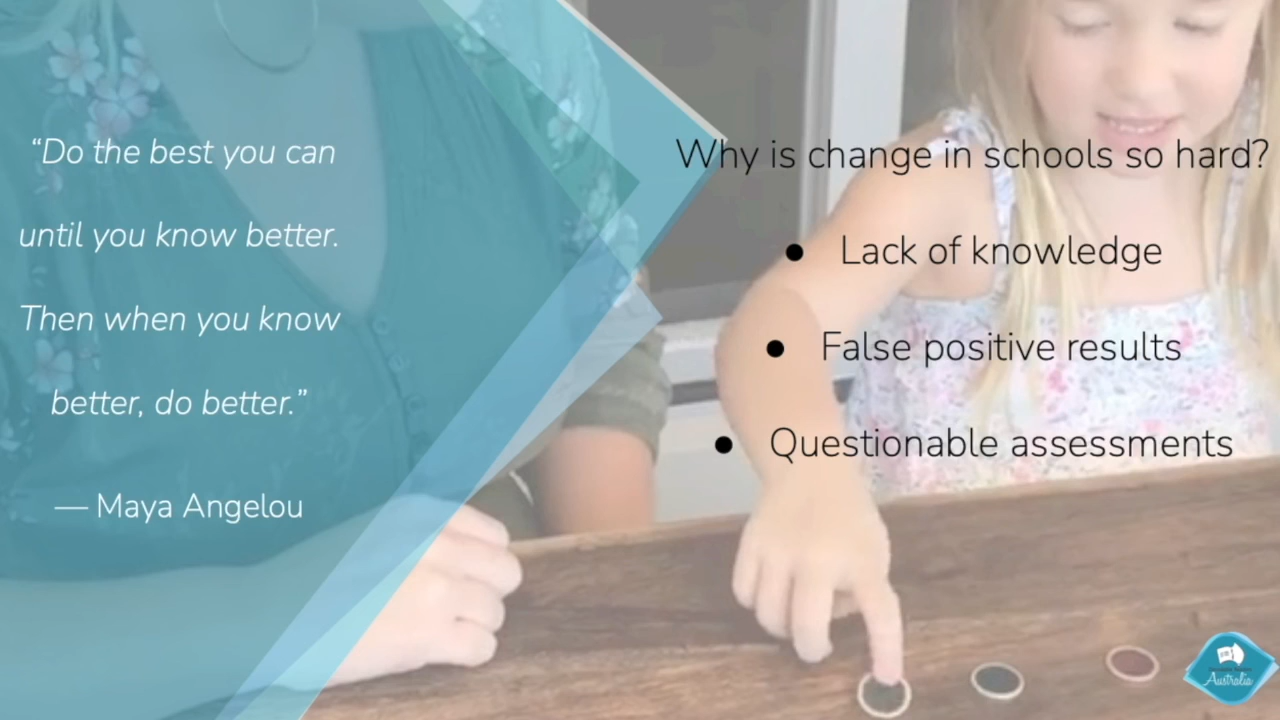 “Do the best you can
until you know better.
Then when you know
better, do better.”
— Maya Angelou
Why is change in schools so hard?
● Lack of knowledge
● False positive results
● Questionable assessments
Australia